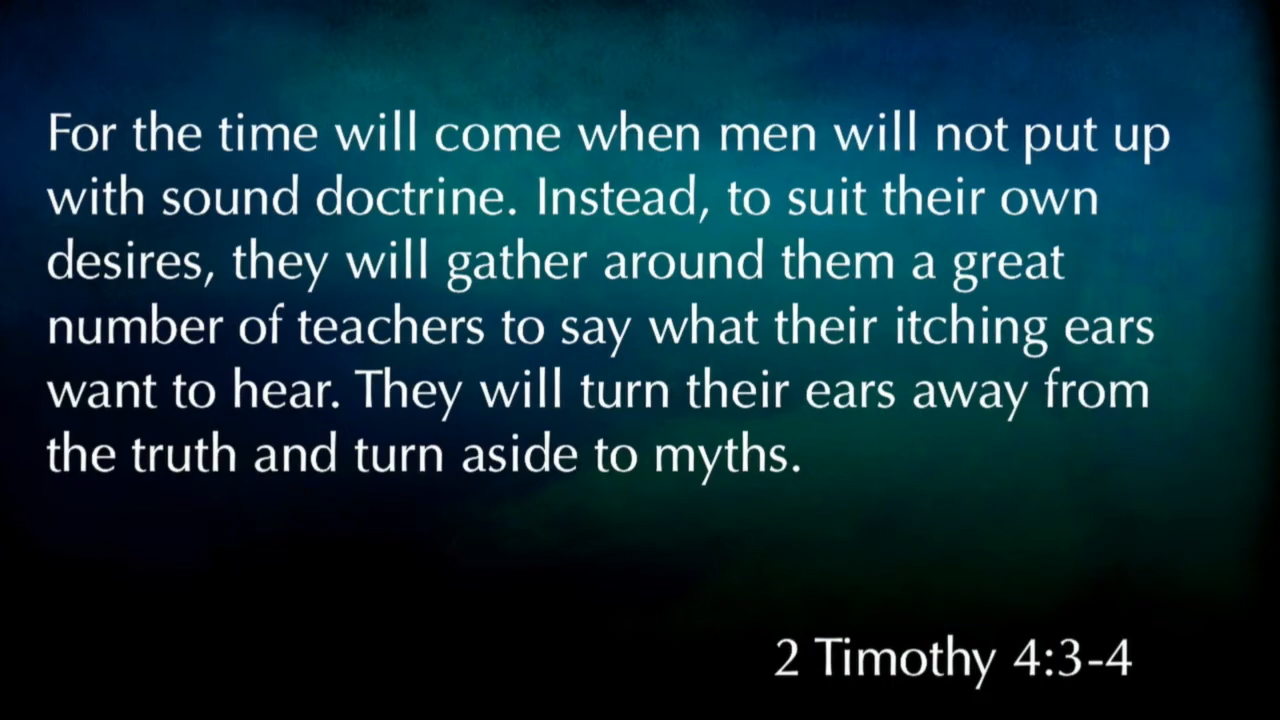 For the time will come when men will not put up
with sound doctrine. Instead, to suit their own
desires, they will gather around them a great
number of teachers to say what their itching ears
want to hear. They will turn their ears away from
the truth and turn aside to myths.
2 Timothy 4:3-4